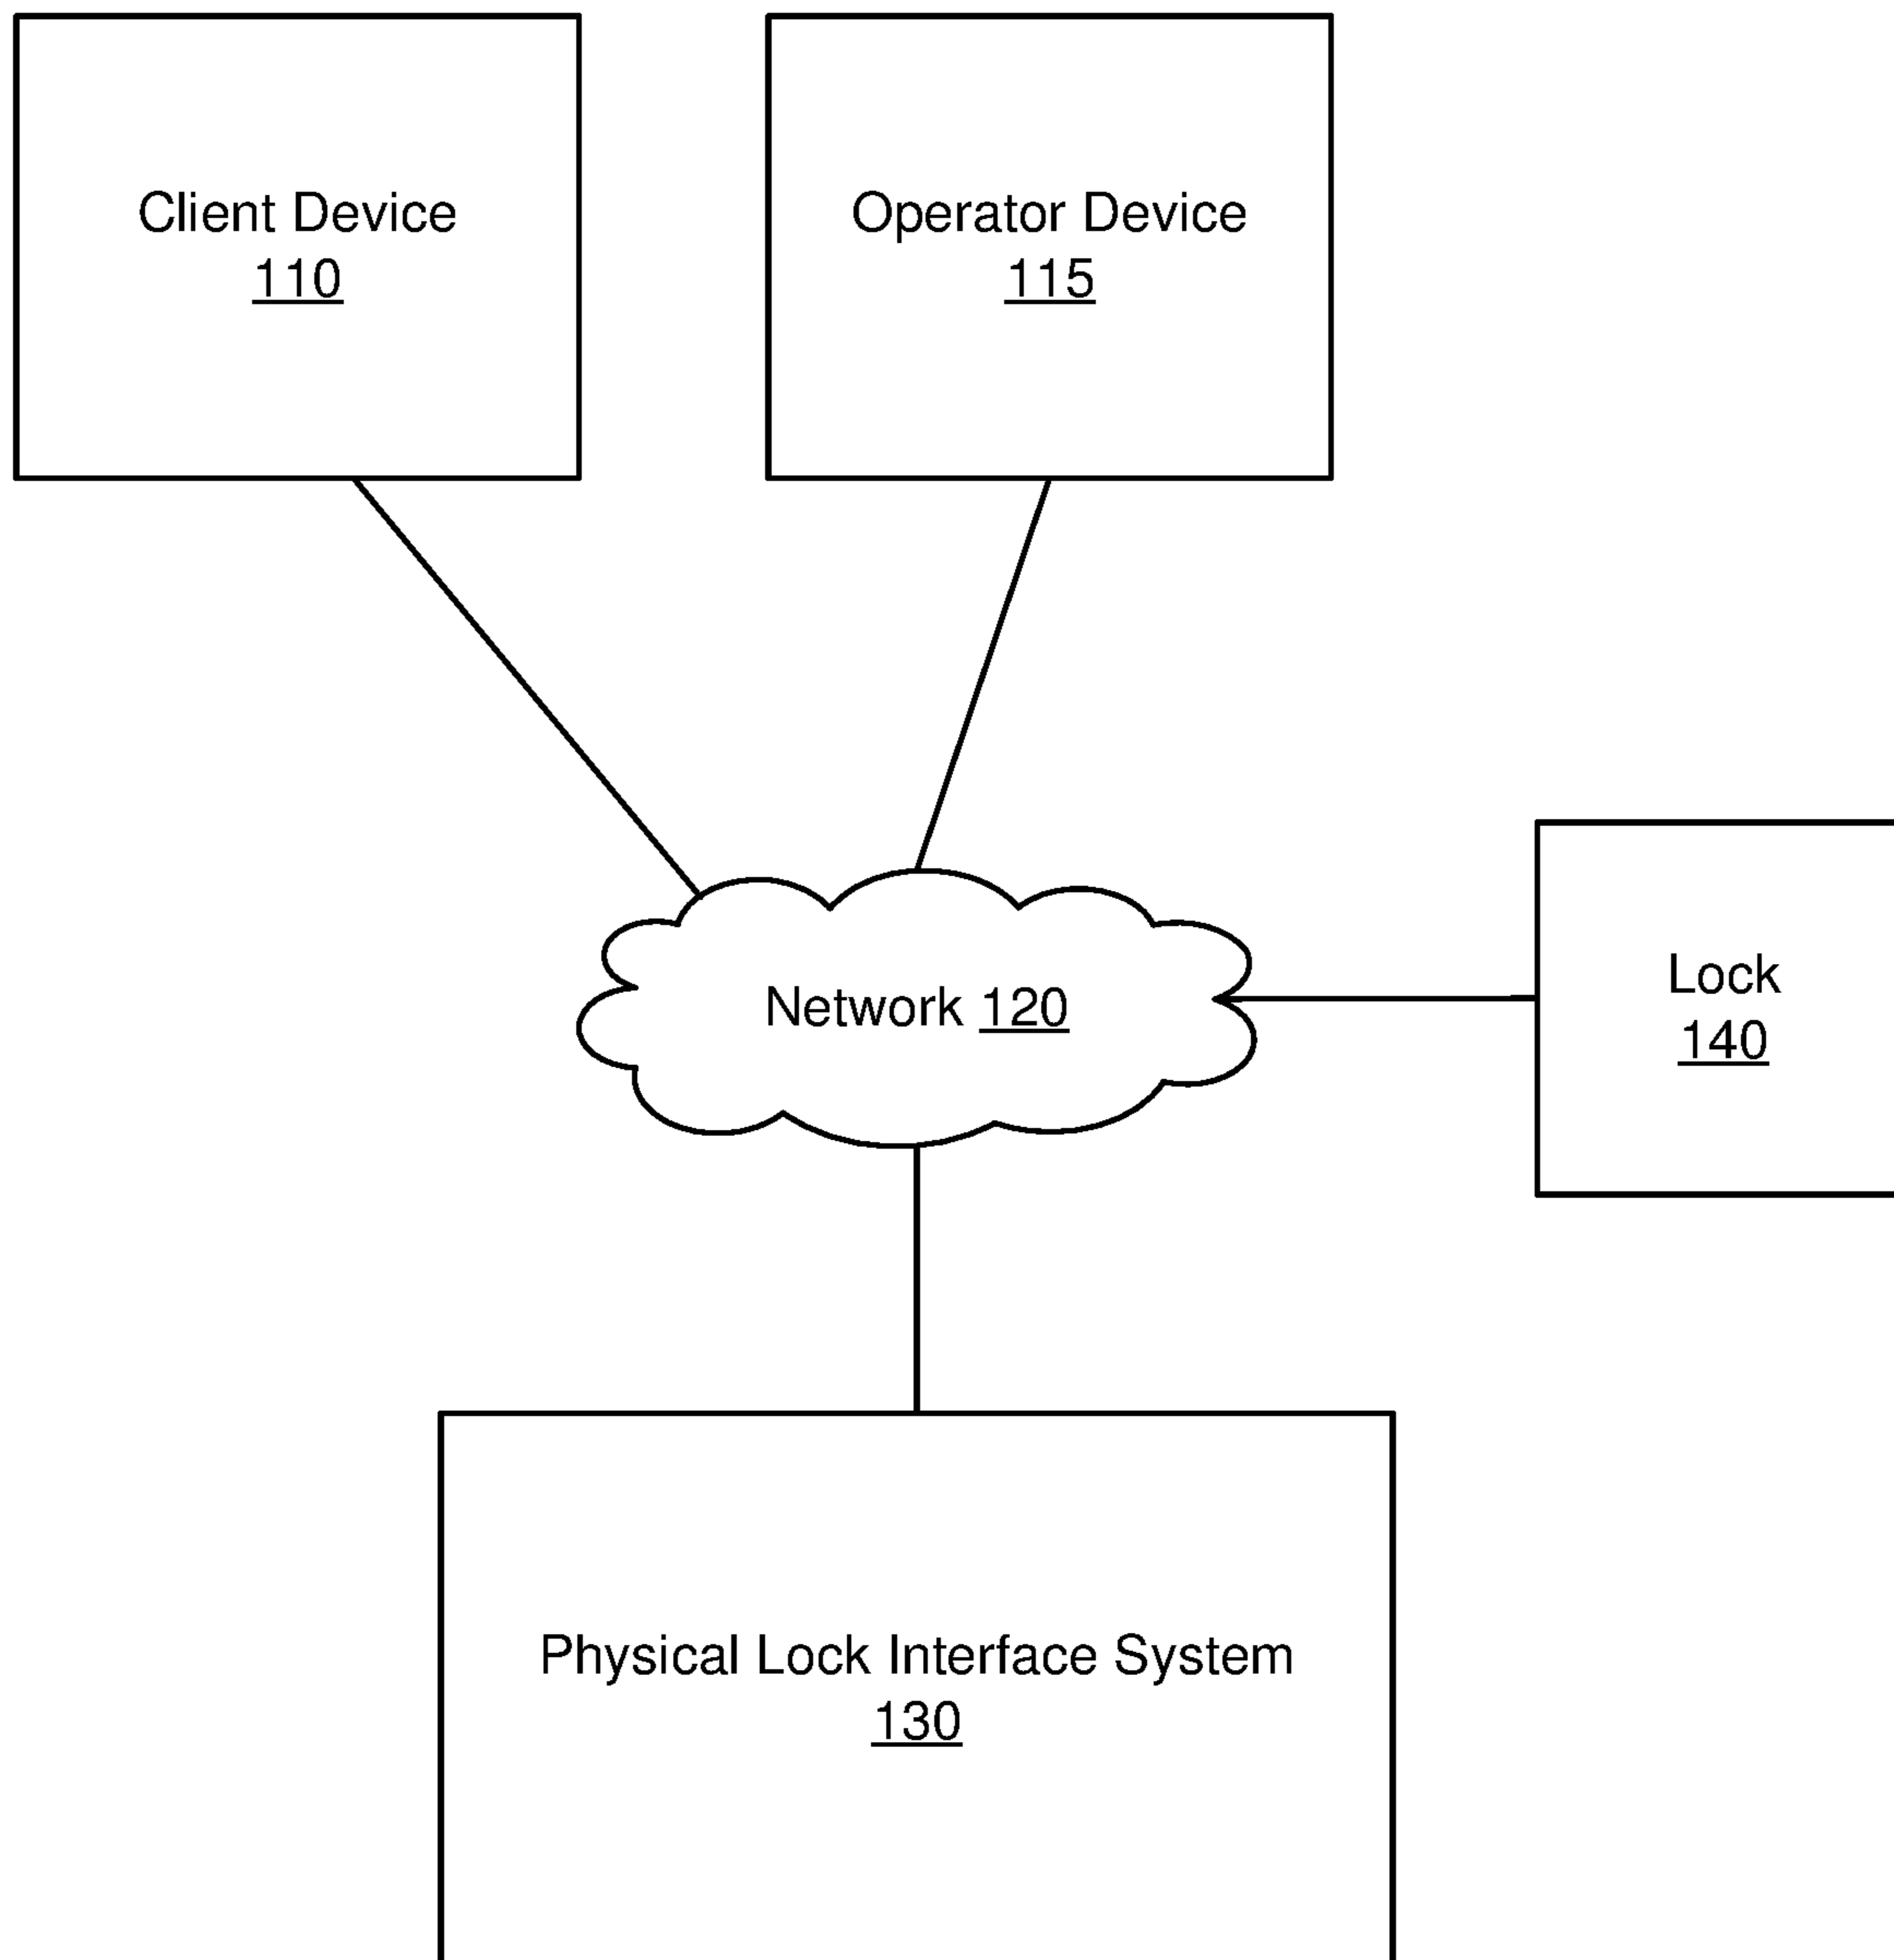 Client Device
110
Operator Device
115
Network 120
Lock
140
Physical Lock Interface System
130